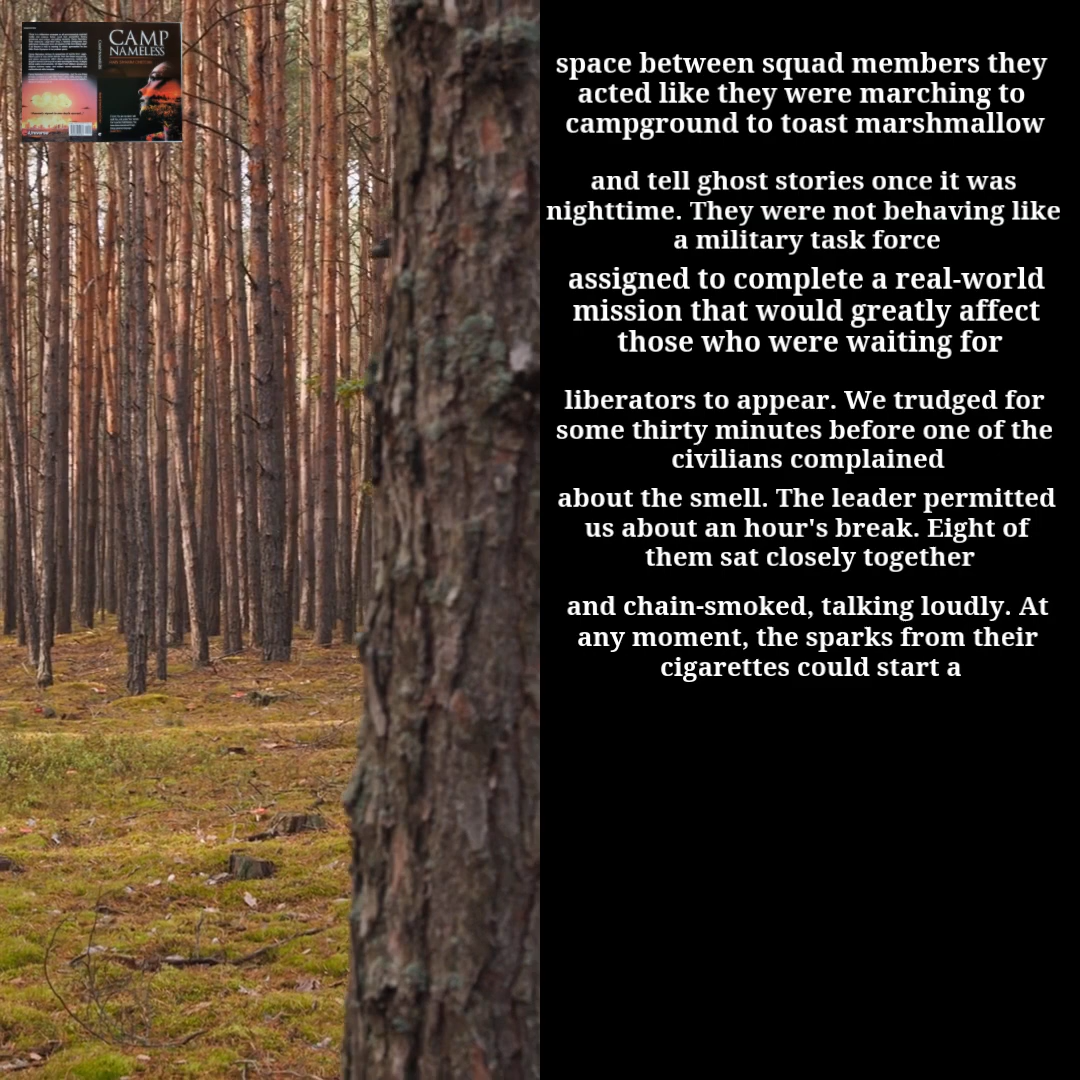 CAMP
NAMELESS
space between squad members they
acted like they were marching to
campground to toast marshmallow
and tell ghost stories once it was
nighttime. They were not behaving like
a military task force
assigned to complete a real-world
mission that would greatly affect
those who were waiting for
liberators to appear. We trudged for
some thirty minutes before one of the
civilians complained
about the smell. The leader permitted
us about an hour's break. Eight of
them sat closely together
and chain-smoked, talking loudly. At
any moment, the sparks from their
cigarettes could start a